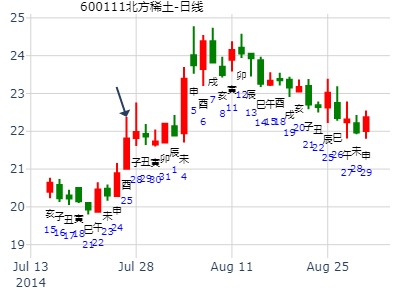 600111北方稀土-日线
25
24
23
22
21
20
19
亥 子 丑 寅 巳 午 未 申 酉 子 丑 寅 卯 辰 未 申 酉 戌 亥 寅 卯 辰 巳 午 酉 戌 亥 子 丑 辰 巳 午 未 申
15 16 17 18 21 22 23 24 25 28 29 30 31 1 4 5 6 7 8 11 12 13 14 15 18 19 20 21 22 25 26 27 28 29
Jul 13 Jul 28 Aug 11 Aug 25
2014